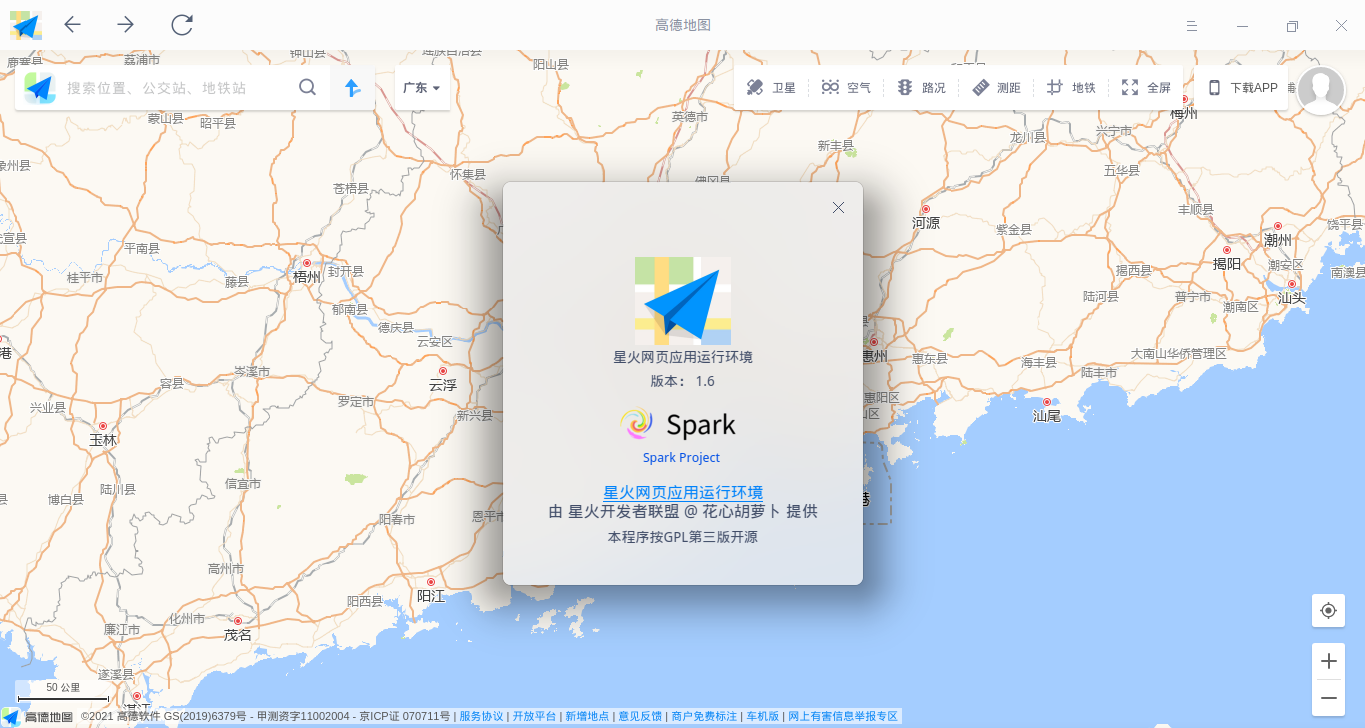 高德地图
搜索位置、公交站、地铁站
广东
卫星
空气
路况
测距
地铁
全屏
下载APP
荔浦市
钟山县
阳山县
蒙山县
昭平县
英德市
梅州
兴宁市
龙川县
新丰县
五华县
象州县
怀集县
苍梧县
佛冈县
丰顺县
河源
紫金县
饶平县
潮州
平南县
揭阳
潮安区
揭西县
南澳县
梧州
封开县
桂平市
藤县
陆河县
普宁市
汕头
潮南区
郁南县
德庆县
云安区
惠州
惠东县
大南山华侨管理区
海丰县
陆丰市
岑溪市
容县
云浮
罗定市
惠阳区
兴业县
新兴县
汕尾
玉林
信宜市
陆川县
博白县
阳春市
恩平市
高州市
阳江
阳西县
化州市
廉江市
茂名
遂溪县
湛江
星火网页应用运行环境
版本： 1.6
Spark
Spark Project
星火网页应用运行环境
由 星火开发者联盟 @ 花心胡萝卜 提供
本程序按GPL第三版开源
50 公里
高德地图 ©2021 高德软件 GS(2019)6379号 - 甲测资字11002004 - 京ICP证 070711号 | 服务协议 | 开放平台 | 新增地点 | 意见反馈 | 商户免费标注 | 车机版 | 网上有害信息举报专区